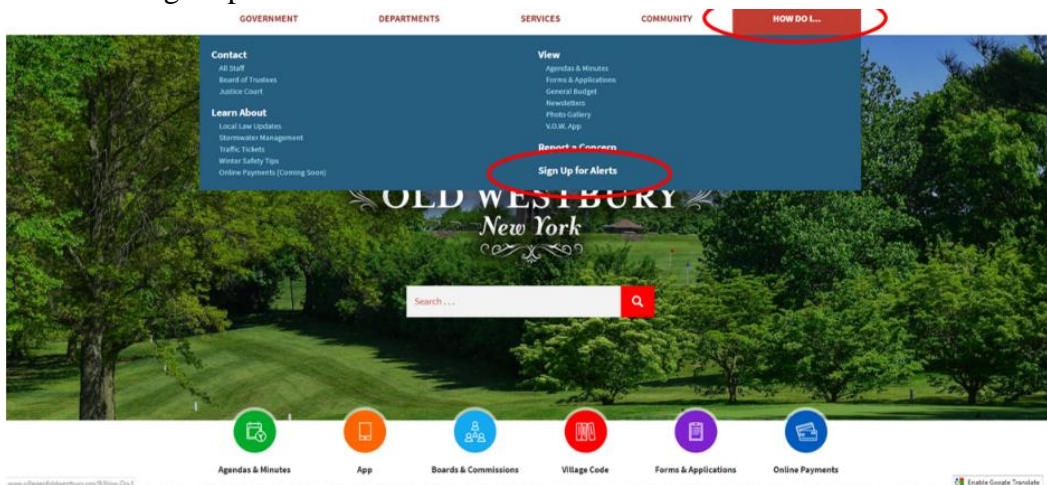 GOVERNMENT DEPARTMENTS SERVICES COMMUNITY HOW DO I...
Contact
All Staff
Board of Trustees
Justice Court
Learn About
Local Law Updates
Stormwater Management
Traffic Tickets
Winter Safety Tips
Online Payments (Coming Soon)
View
Agendas & Minutes
Forms & Applications
General Budget
Newsletters
Photo Gallery
V.O.W. App
Report a Concern
Sign Up for Alerts
OLD WESTBURY
New York
Search . . .
Agendas & Minutes App Boards & Commissions Village Code Forms & Applications Online Payments
Enable Google Translate